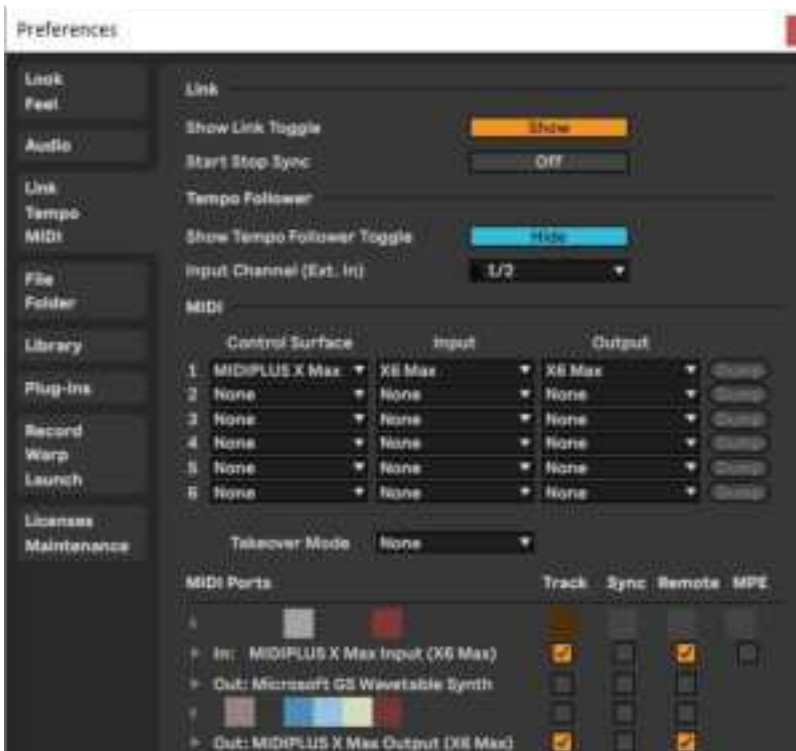 Preferences
Look
Feel
Audio
Link
Tempo
MIDI
File
Folder
Library
Plug-Ins
Record
Warp
Launch
Licenses
Maintenance
Link
Show Link Toggle Show
Start Stop Sync Off
Tempo Follower
Show Tempo Follower Toggle Hide
Input Channel (Ext. In) 1/2
MIDI
Control Surface Input Output
1 MIDIPLUS X Max X6 Max X6 Max Dump
2 None None None Dump
3 None None None Dump
4 None None None Dump
5 None None None Dump
6 None None None Dump
Takeover Mode None
MIDI Ports Track Sync Remote MPE
In: MIDIPLUS X Max Input (X6 Max)
Out: Microsoft GS Wavetable Synth
Out: MIDIPLUS X Max Output (X6 Max)